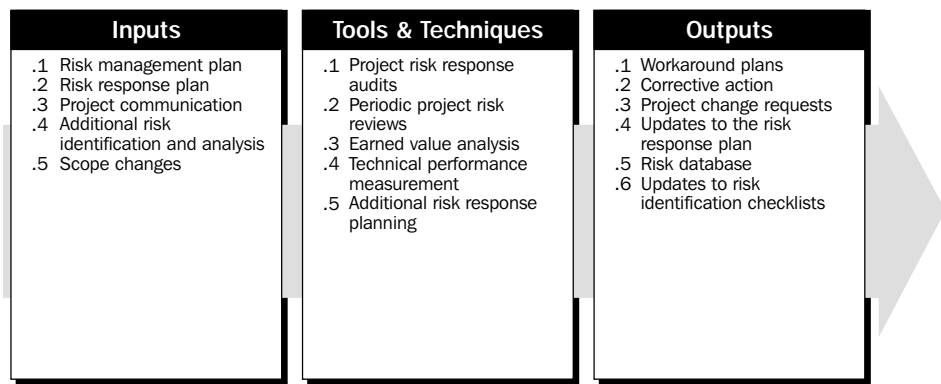 Inputs
.1 Risk management plan
.2 Risk response plan
.3 Project communication
.4 Additional risk
identification and analysis
.5 Scope changes
Tools & Techniques
.1 Project risk response
audits
.2 Periodic project risk
reviews
.3 Earned value analysis
.4 Technical performance
measurement
.5 Additional risk response
planning
Outputs
.1 Workaround plans
.2 Corrective action
.3 Project change requests
.4 Updates to the risk
response plan
.5 Risk database
.6 Updates to risk
identification checklists